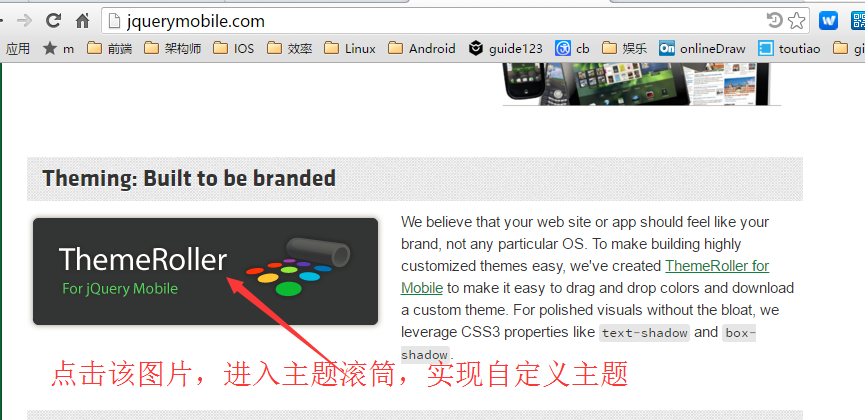 jquerymobile.com
应用 m 前端 架构师 IOS 效率 Linux Android guide123 cb 娱乐 On onlineDraw toutiao gi
Theming: Built to be branded
ThemeRoller
For jQuery Mobile
We believe that your web site or app should feel like your
brand, not any particular OS. To make building highly
customized themes easy, we've created ThemeRoller for
Mobile to make it easy to drag and drop colors and download
a custom theme. For polished visuals without the bloat, we
leverage CSS3 properties like text-shadow and box-
shadow.
点击该图片，进入主题滚筒，实现自定义主题